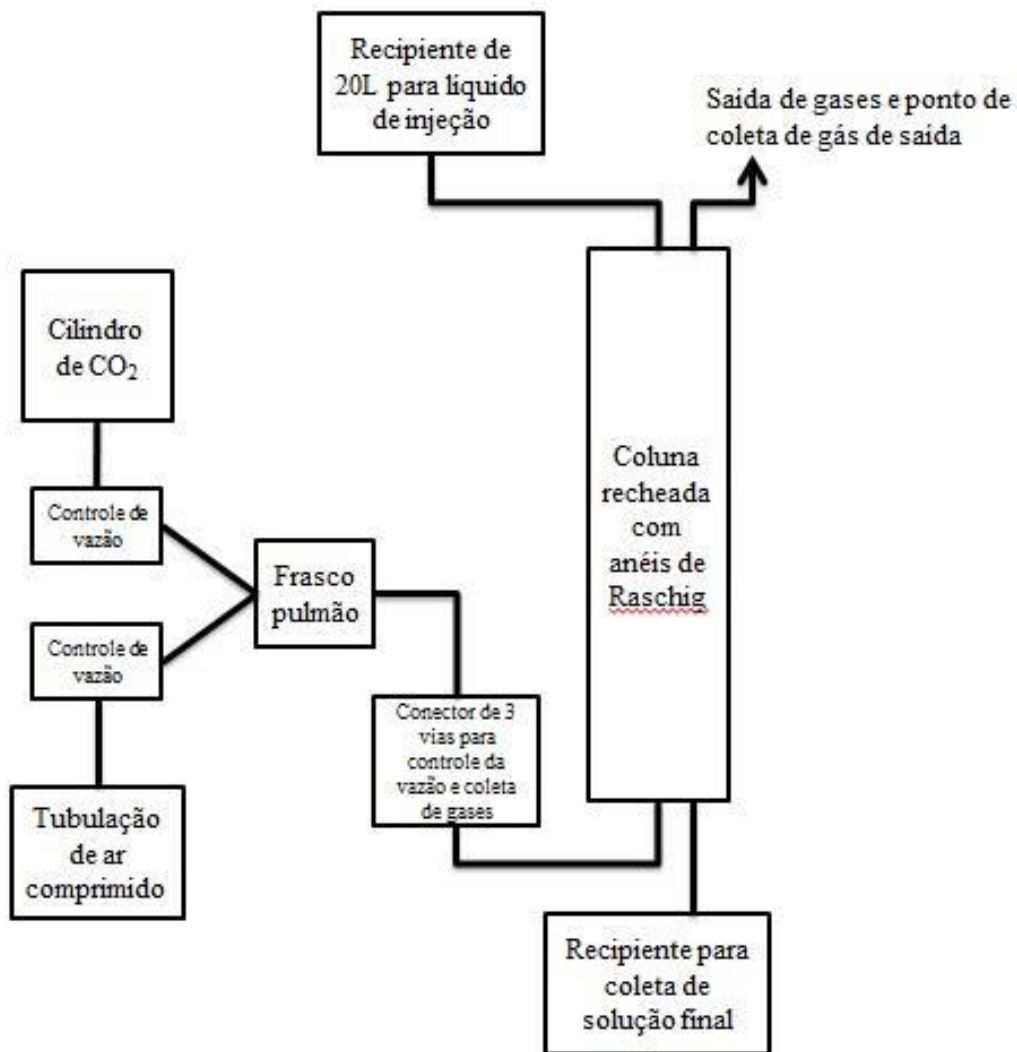 Recipiente de
20L para liquido
de injeção
Saida de gases e ponto de
coleta de gás de saida
Cilindro
de CO₂
Controle de
vazão
Frasco
pulmão
Controle de
vazão
Coluna
recheada
com
anéis de
Raschig
Conector de 3
vias para
controle da
vazão e coleta
de gases
Tubulação
de ar
comprimido
Recipiente para
coleta de
solução final